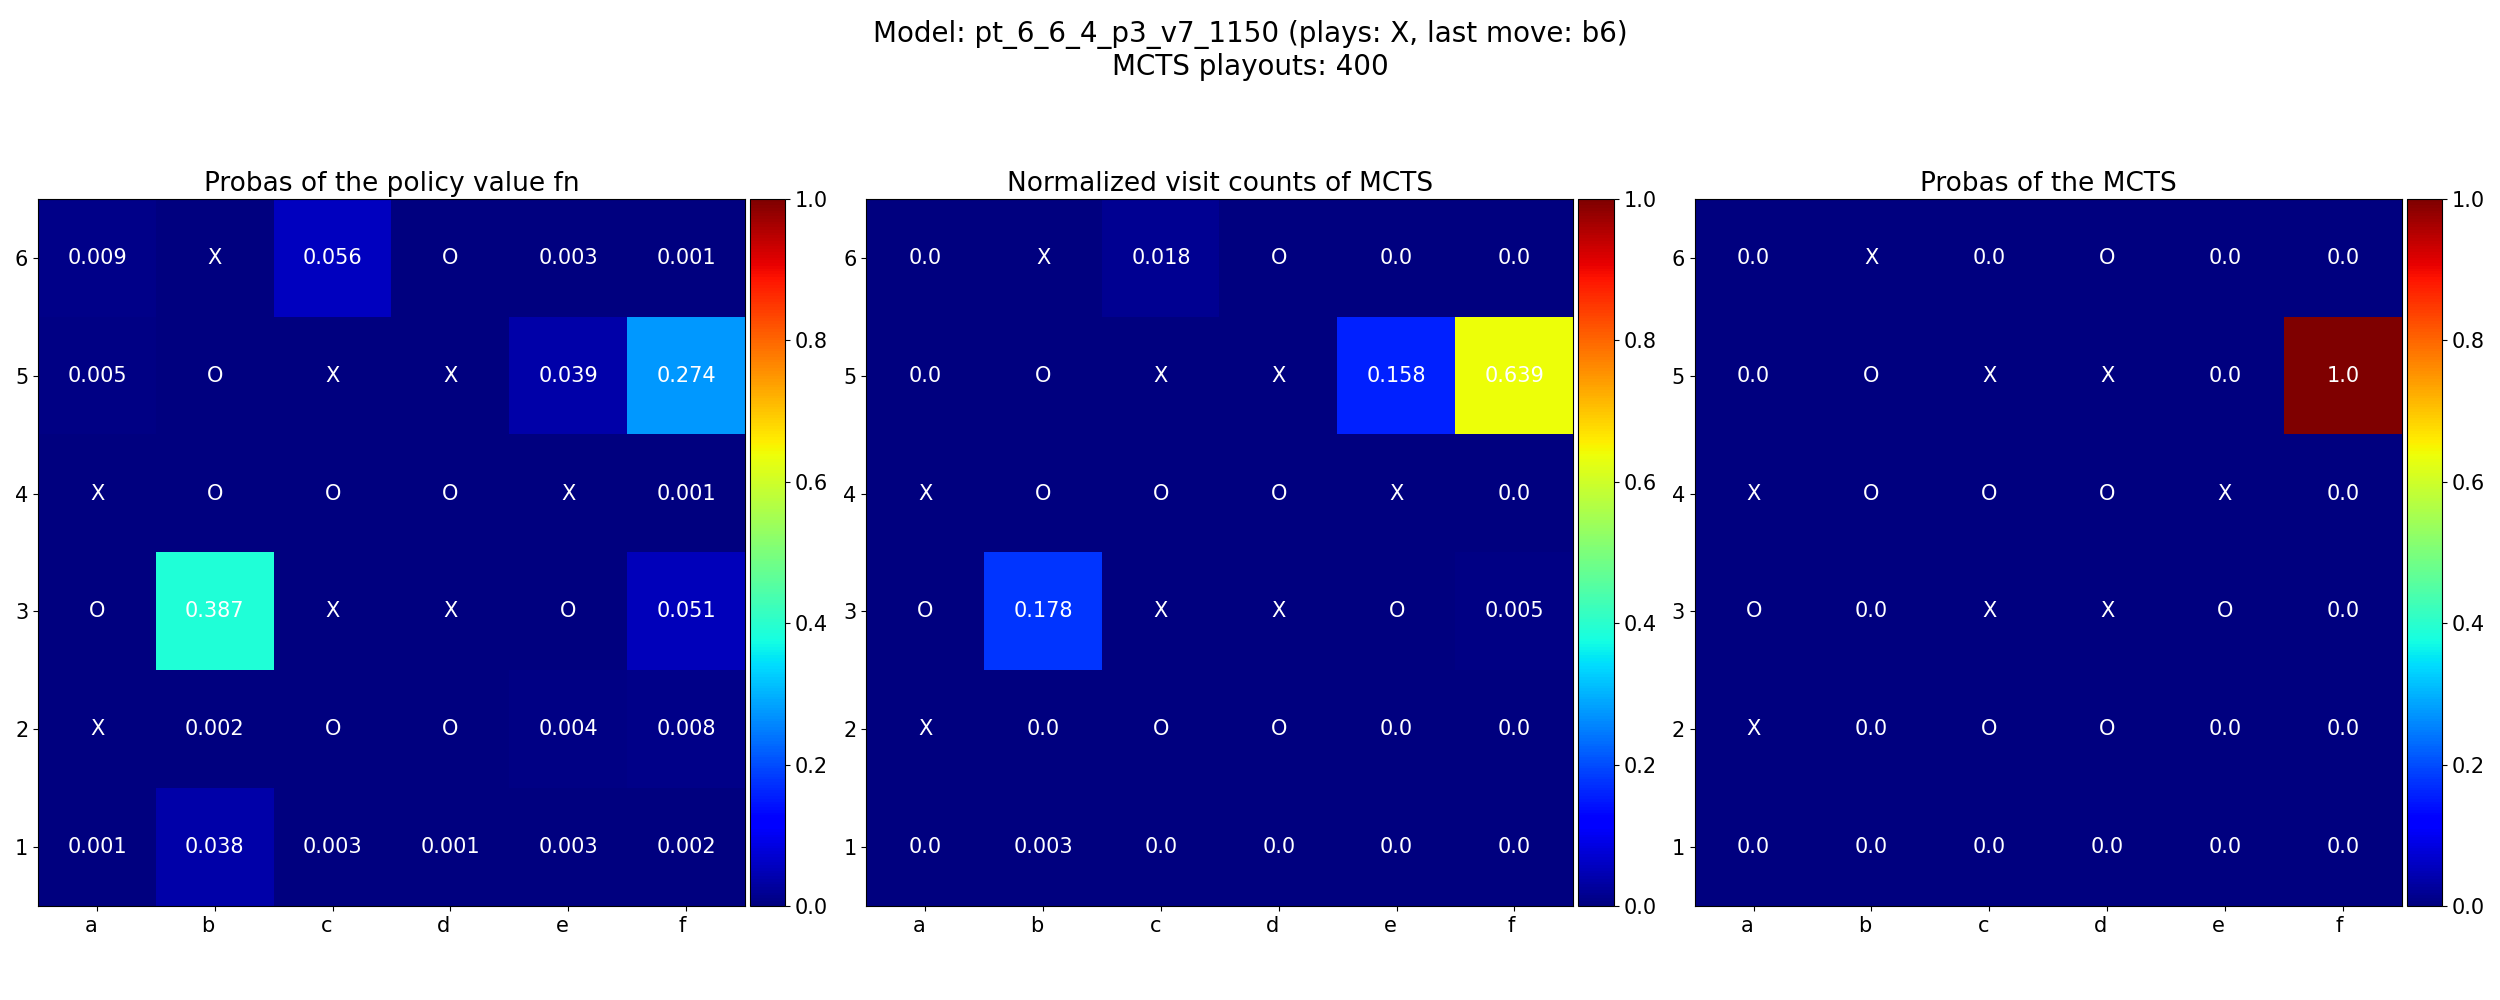 Model: pt_6_6_4_p3_v7_1150 (plays: X, last move: b6)
MCTS playouts: 400
Probas of the policy value fn
6 0.009 X 0.056 O 0.003 0.001
5 0.005 O X X 0.039 0.274
4 X O O O X 0.001
3 O 0.387 X X O 0.051
2 X 0.002 O O 0.004 0.008
1 0.001 0.038 0.003 0.001 0.003 0.002
a b c d e f
1.0
0.8
0.6
0.4
0.2
0.0
Normalized visit counts of MCTS
6 0.0 X 0.018 O 0.0 0.0
5 0.0 O X X 0.158 0.639
4 X O O O X 0.0
3 O 0.178 X X O 0.005
2 X 0.0 O O 0.0 0.0
1 0.0 0.003 0.0 0.0 0.0 0.0
a b c d e f
1.0
0.8
0.6
0.4
0.2
0.0
Probas of the MCTS
6 0.0 X 0.0 O 0.0 0.0
5 0.0 O X X 0.0 1.0
4 X O O O X 0.0
3 O 0.0 X X O 0.0
2 X 0.0 O O 0.0 0.0
1 0.0 0.0 0.0 0.0 0.0 0.0
a b c d e f
1.0
0.8
0.6
0.4
0.2
0.0